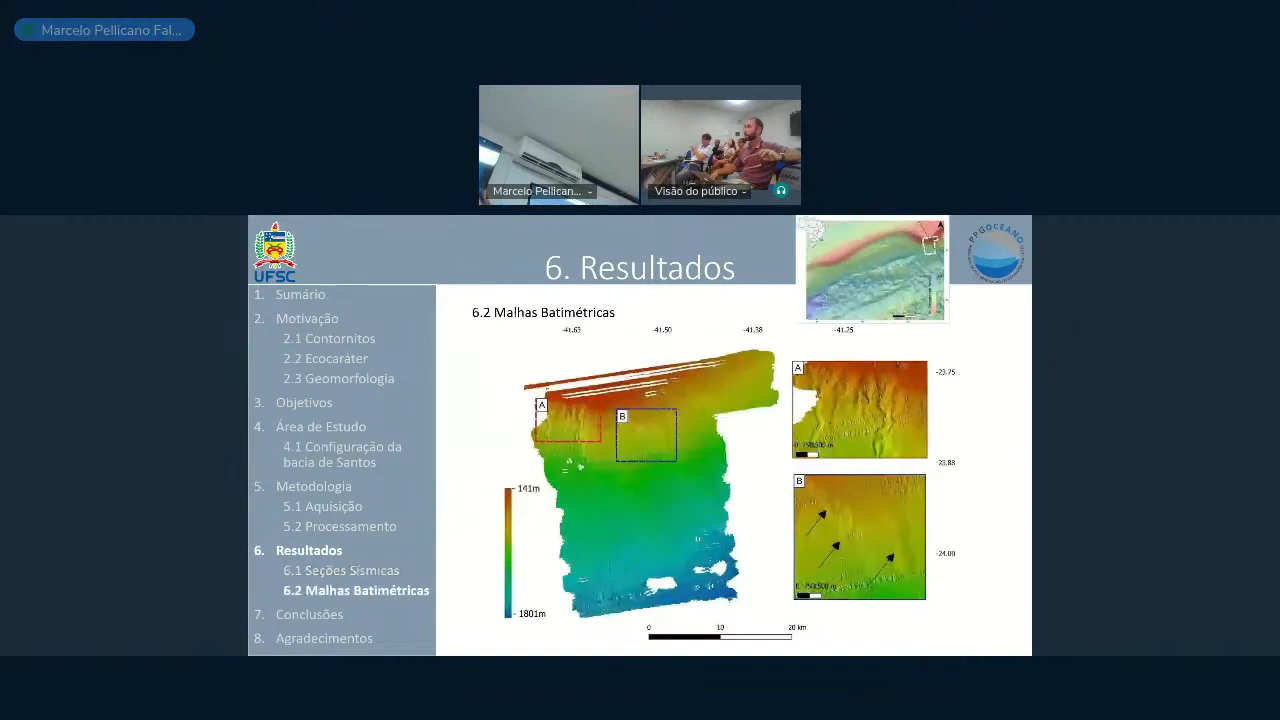 Marcelo Pellicano Fal...
Marcelo Pellican...
Visão do público
UFSC
6. Resultados
PPGOCEANO
1. Sumário
2. Motivação
2.1 Contornitos
2.2 Ecocaráter
2.3 Geomorfologia
3. Objetivos
4. Área de Estudo
4.1 Configuração da
bacia de Santos
5. Metodologia
5.1 Aquisição
5.2 Processamento
6. Resultados
6.1 Seções Sísmicas
6.2 Malhas Batimétricas
7. Conclusões
8. Agradecimentos
6.2 Malhas Batimétricas
-41.63 -41.50 -41.38 -41.25
A
B
141m
1801m
0 10 20 km
A
-23.75
-23.88
B
-24.00